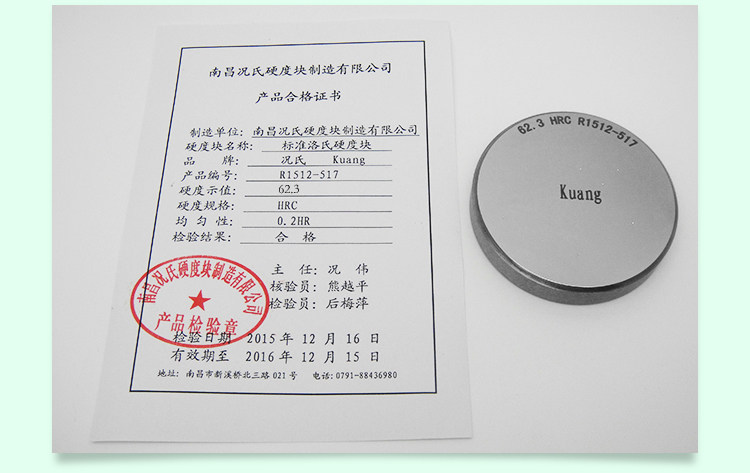 南昌况氏硬度块制造有限公司
产品合格证书
制造单位: 南昌况氏硬度块制造有限公司
硬度块名称: 标准洛氏硬度块
品 牌: 况氏 Kuang
产品编号: R1512-517
硬度示值: 62.3
硬度规格: HRC
均 匀 性: 0.2HR
检验结果: 合 格
主 任: 况 伟
核验员: 熊越平
检验员: 后梅萍
南昌况氏硬度块制造有限公司
产品检验章
检验日期 2015 年 12 月 16 日
有效期至 2016 年 12 月 15 日
地址: 南昌市新溪桥北三路 021 号 电话: 0791-88436980
62.3 HRC R1512-517
Kuang